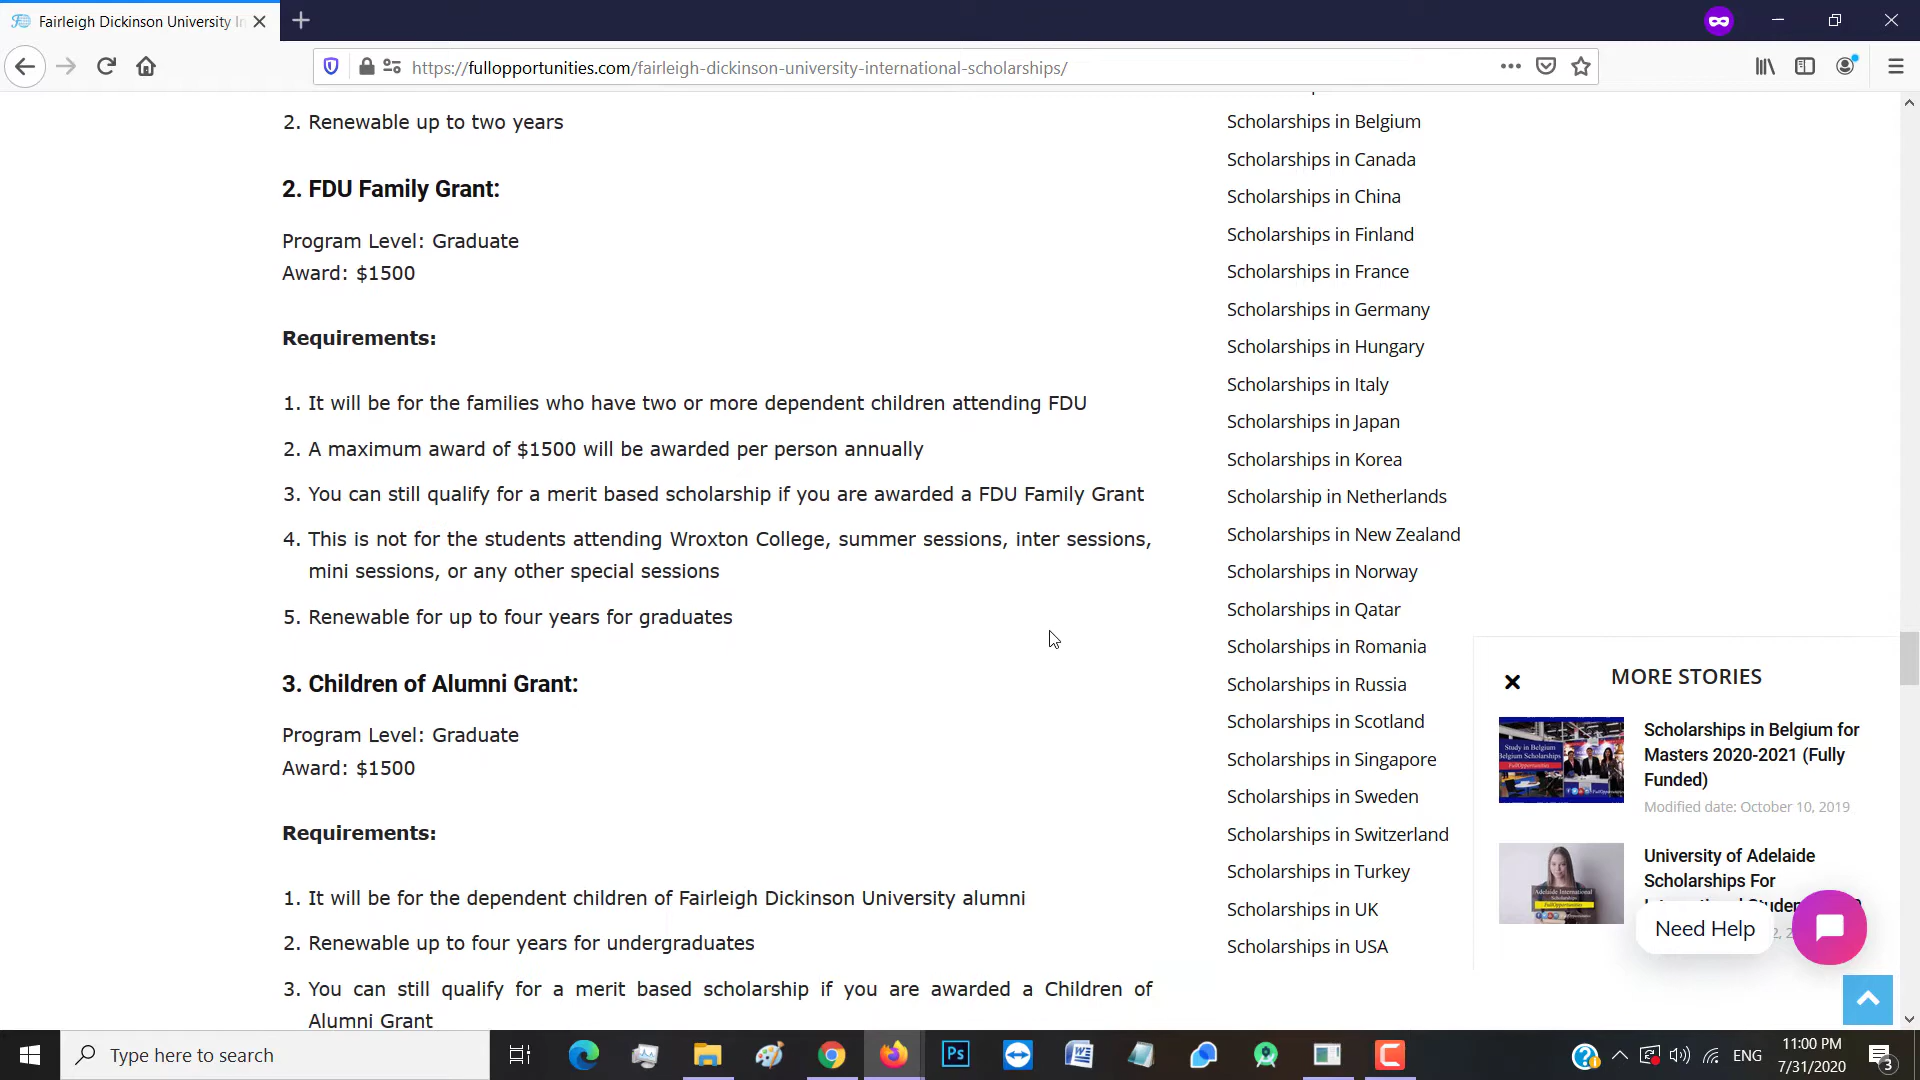 Fairleigh Dickinson University In
https://fullopportunities.com/fairleigh-dickinson-university-international-scholarships/
2. Renewable up to two years
2. FDU Family Grant:
Program Level: Graduate
Award: $1500
Requirements:
1. It will be for the families who have two or more dependent children attending FDU
2. A maximum award of $1500 will be awarded per person annually
3. You can still qualify for a merit based scholarship if you are awarded a FDU Family Grant
4. This is not for the students attending Wroxton College, summer sessions, inter sessions,
mini sessions, or any other special sessions
5. Renewable for up to four years for graduates
3. Children of Alumni Grant:
Program Level: Graduate
Award: $1500
Requirements:
1. It will be for the dependent children of Fairleigh Dickinson University alumni
2. Renewable up to four years for undergraduates
3. You can still qualify for a merit based scholarship if you are awarded a Children of
Alumni Grant
Scholarships in Belgium
Scholarships in Canada
Scholarships in China
Scholarships in Finland
Scholarships in France
Scholarships in Germany
Scholarships in Hungary
Scholarships in Italy
Scholarships in Japan
Scholarships in Korea
Scholarship in Netherlands
Scholarships in New Zealand
Scholarships in Norway
Scholarships in Qatar
Scholarships in Romania
Scholarships in Russia
Scholarships in Scotland
Scholarships in Singapore
Scholarships in Sweden
Scholarships in Switzerland
Scholarships in Turkey
Scholarships in UK
Scholarships in USA
MORE STORIES
Study in Belgium
Belgium Scholarships
FullOpportunities
Scholarships in Belgium for
Masters 2020-2021 (Fully
Funded)
Modified date: October 10, 2019
University of Adelaide
Scholarships For
Need Help
Type here to search
Ps
ENG
11:00 PM
7/31/2020
3